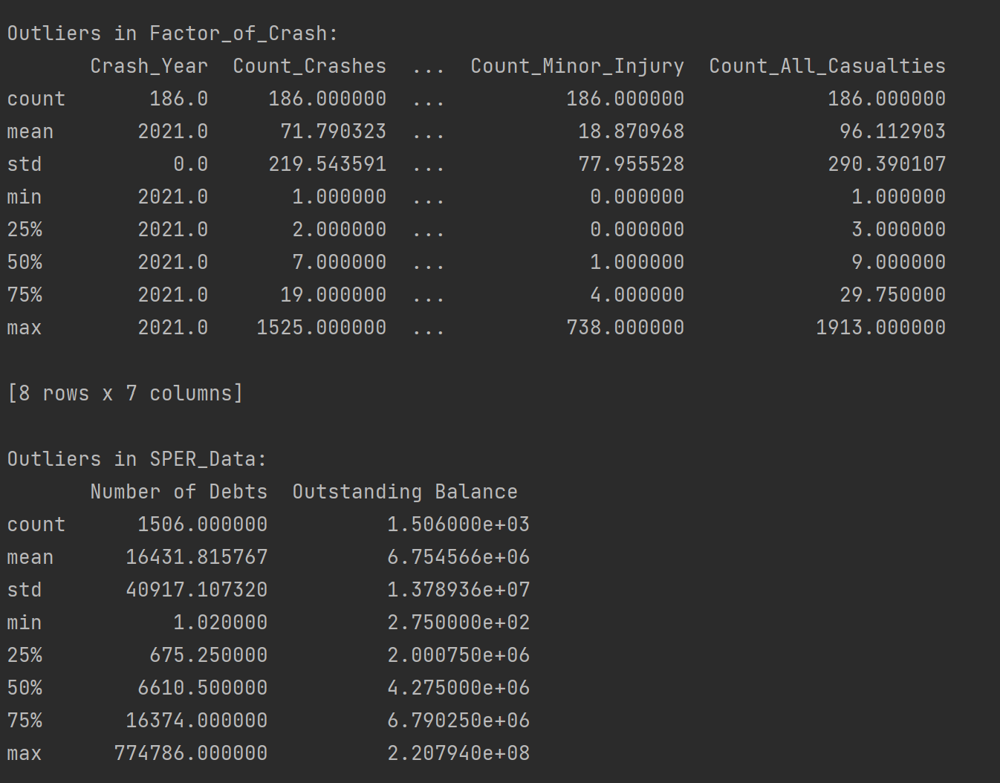 Outliers in Factor_of_Crash:
Crash_Year Count_Crashes ... Count_Minor_Injury Count_All_Casualties
count 186.0 186.000000 ... 186.000000 186.000000
mean 2021.0 71.790323 ... 18.870968 96.112903
std 0.0 219.543591 ... 77.955528 290.390107
min 2021.0 1.000000 ... 0.000000 1.000000
25% 2021.0 2.000000 ... 0.000000 3.000000
50% 2021.0 7.000000 ... 1.000000 9.000000
75% 2021.0 19.000000 ... 4.000000 29.750000
max 2021.0 1525.000000 ... 738.000000 1913.000000
[8 rows x 7 columns]
Outliers in SPER_Data:
Number of Debts Outstanding Balance
count 1506.000000 1.506000e+03
mean 16431.815767 6.754566e+06
std 40917.107320 1.378936e+07
min 1.020000 2.750000e+02
25% 675.250000 2.000750e+06
50% 6610.500000 4.275000e+06
75% 16374.000000 6.790250e+06
max 774786.000000 2.207940e+08